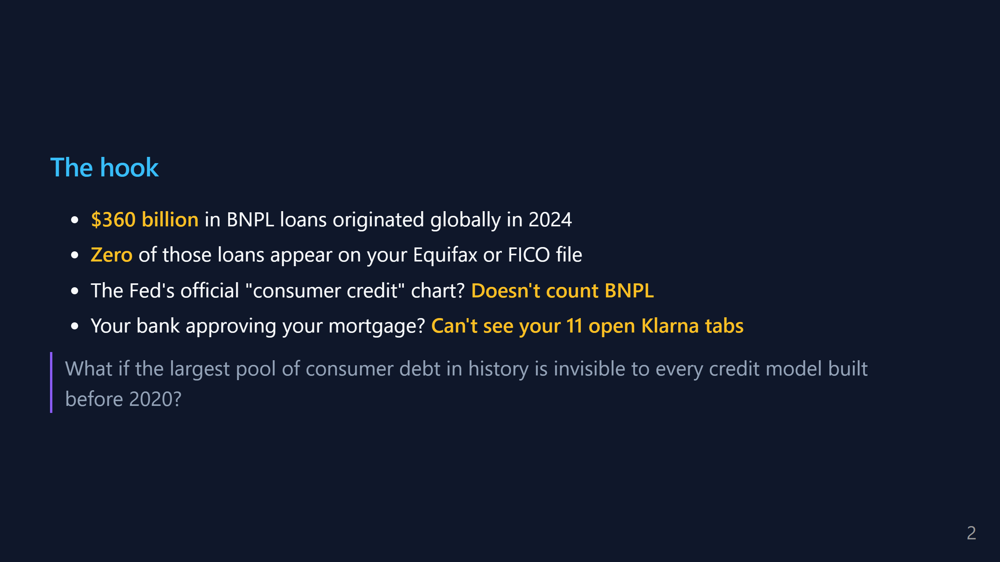 The hook
• $360 billion in BNPL loans originated globally in 2024
• Zero of those loans appear on your Equifax or FICO file
• The Fed's official "consumer credit" chart? Doesn't count BNPL
• Your bank approving your mortgage? Can't see your 11 open Klarna tabs
What if the largest pool of consumer debt in history is invisible to every credit model built
before 2020?
2